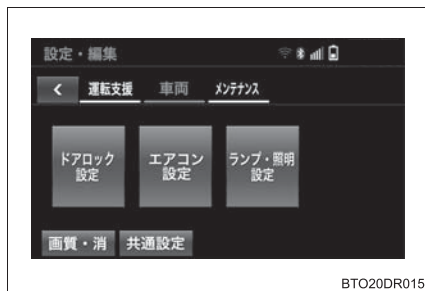 設定・編集
運転支援 車両 メンテナンス
ドアロック
設定
エアコン
設定
ランプ・照明
設定
画質・消 共通設定
BTO20DR015